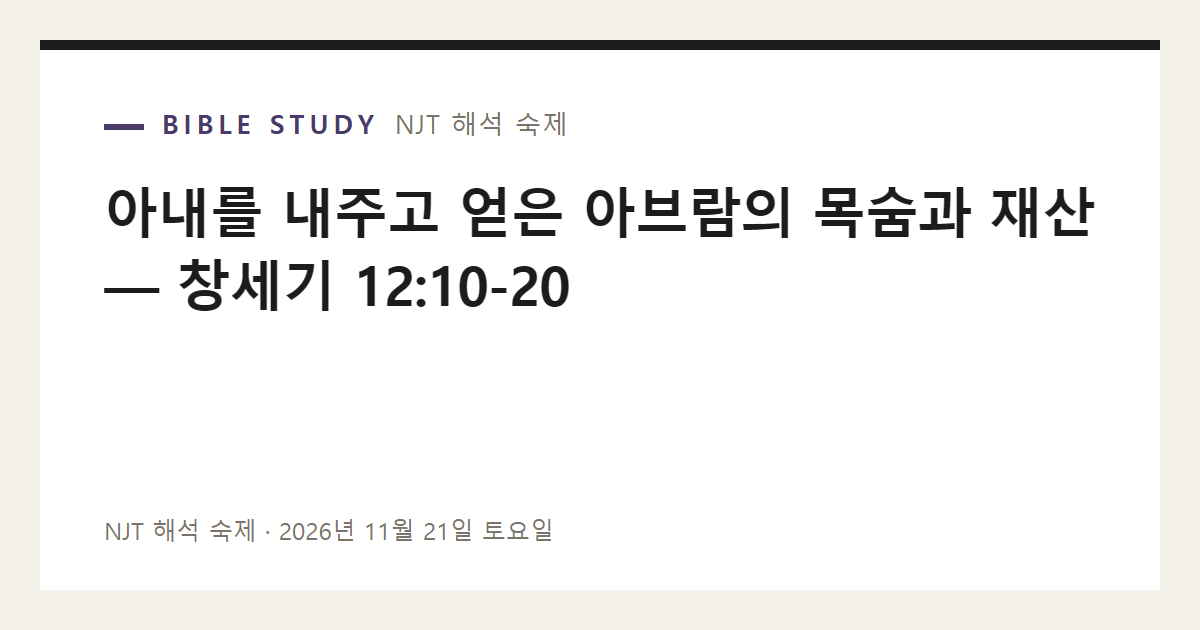 BIBLE STUDY NJT 해석 숙제
아내를 내주고 얻은 아브람의 목숨과 재산
— 창세기 12:10-20
NJT 해석 숙제 · 2026년 11월 21일 토요일